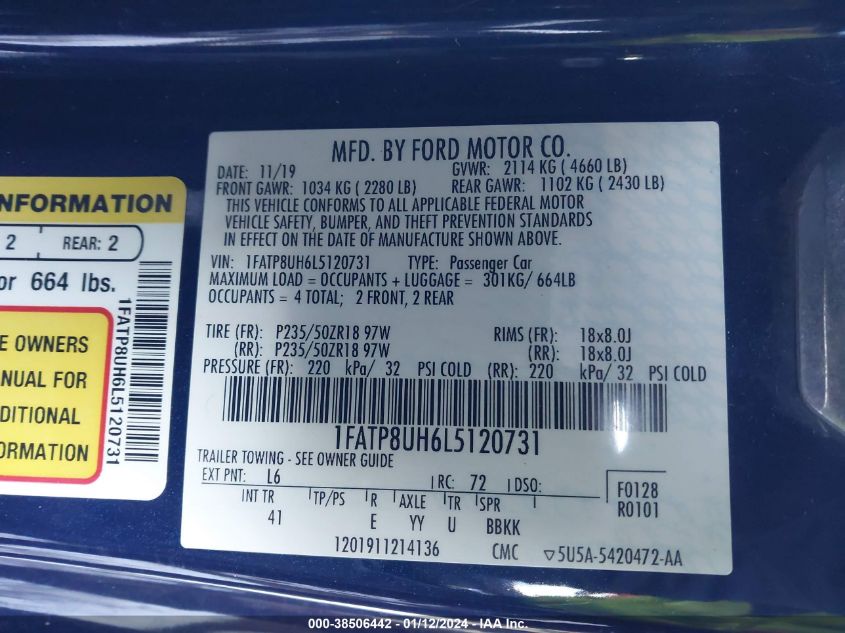 NFORMATION
2 REAR: 2
or 664 lbs.
E OWNERS
NUAL FOR
DITIONAL
ORMATION
1FATP8UH6L5120731
MFD. BY FORD MOTOR CO.
DATE: 11/19 GVWR: 2114 KG ( 4660 LB)
FRONT GAWR: 1034 KG ( 2280 LB) REAR GAWR: 1102 KG ( 2430 LB)
THIS VEHICLE CONFORMS TO ALL APPLICABLE FEDERAL MOTOR
VEHICLE SAFETY, BUMPER, AND THEFT PREVENTION STANDARDS
IN EFFECT ON THE DATE OF MANUFACTURE SHOWN ABOVE.
VIN: 1FATP8UH6L5120731 TYPE: Passenger Car
MAXIMUM LOAD = OCCUPANTS + LUGGAGE = 301KG/ 664LB
OCCUPANTS = 4 TOTAL; 2 FRONT, 2 REAR
TIRE (FR): P235/50ZR18 97W RIMS (FR): 18x8.0J
(RR): P235/50ZR18 97W (RR): 18x8.0J
PRESSURE (FR): 220 kPa/ 32 PSI COLD (RR): 220 kPa/ 32 PSI COLD
1FATP8UH6L5120731
TRAILER TOWING - SEE OWNER GUIDE
EXT PNT: L6 RC: 72 DSO: F0128
INT TR TP/PS R AXLE TR SPR R0101
41 E YY U BBKK
1201911214136 CMC ▽5U5A-5420472-AA
000-38506442 - 01/12/2024 - IAA Inc.